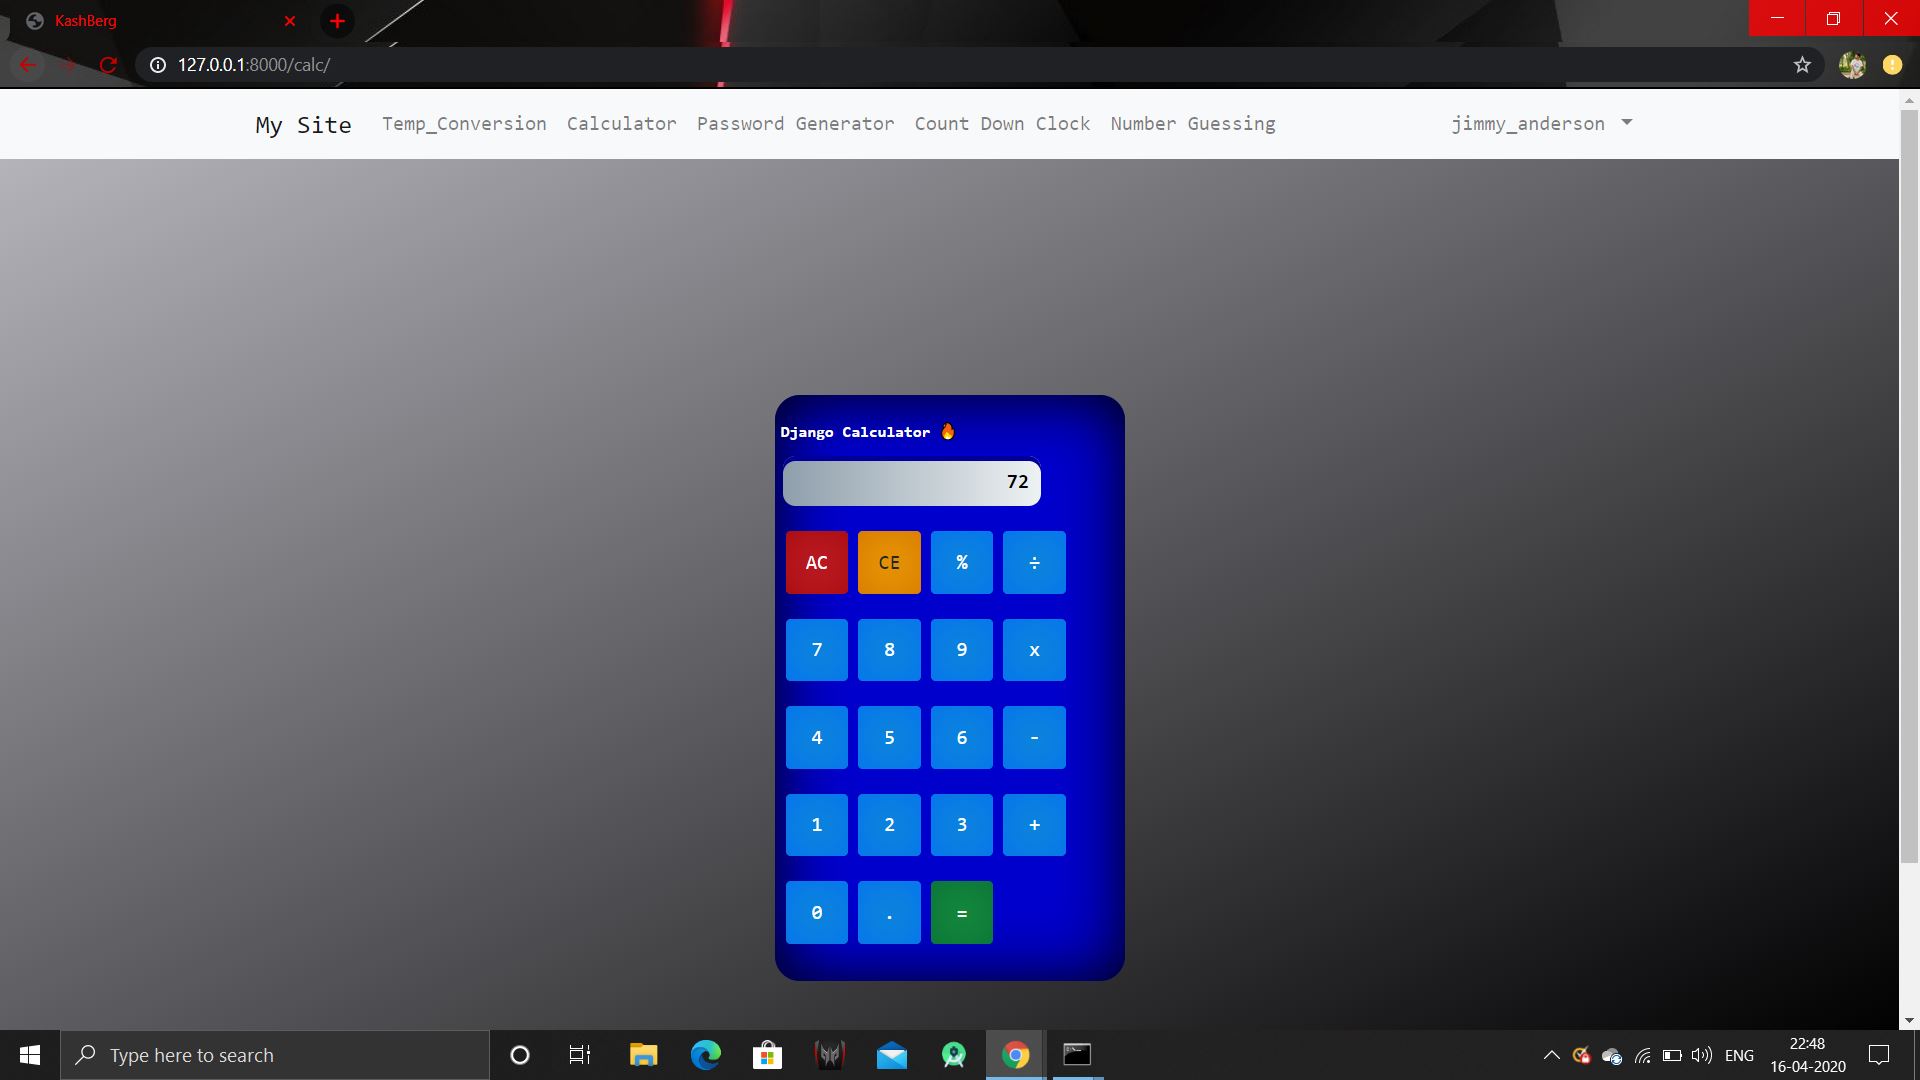 KashBerg
127.0.0.1:8000/calc/
My Site Temp_Conversion Calculator Password Generator Count Down Clock Number Guessing jimmy_anderson
Django Calculator 🔥
72
AC CE % ÷
7 8 9 x
4 5 6 -
1 2 3 +
0 . =
Type here to search
ENG
22:48
16-04-2020